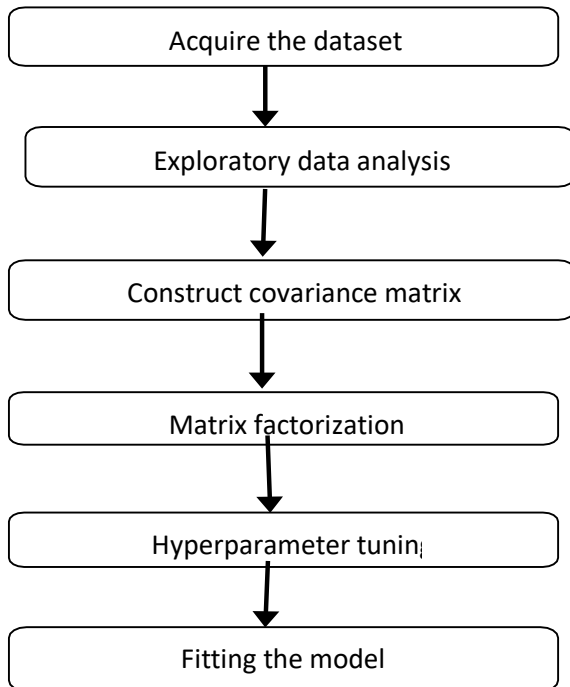 Acquire the dataset
Exploratory data analysis
Construct covariance matrix
Matrix factorization
Hyperparameter tuning
Fitting the model